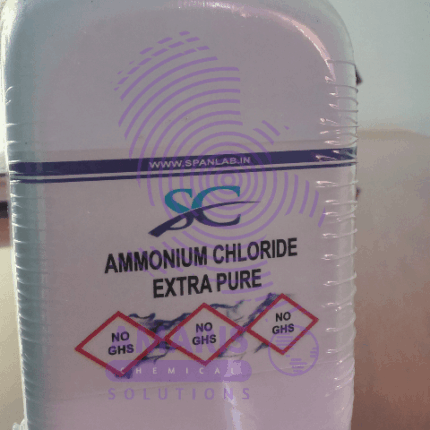 WWW.SPANLAB.IN
SC
AMMONIUM CHLORIDE
EXTRA PURE
NO
GHS
NO
GHS
NO
GHS
CHEMICAL
SOLUTIONS